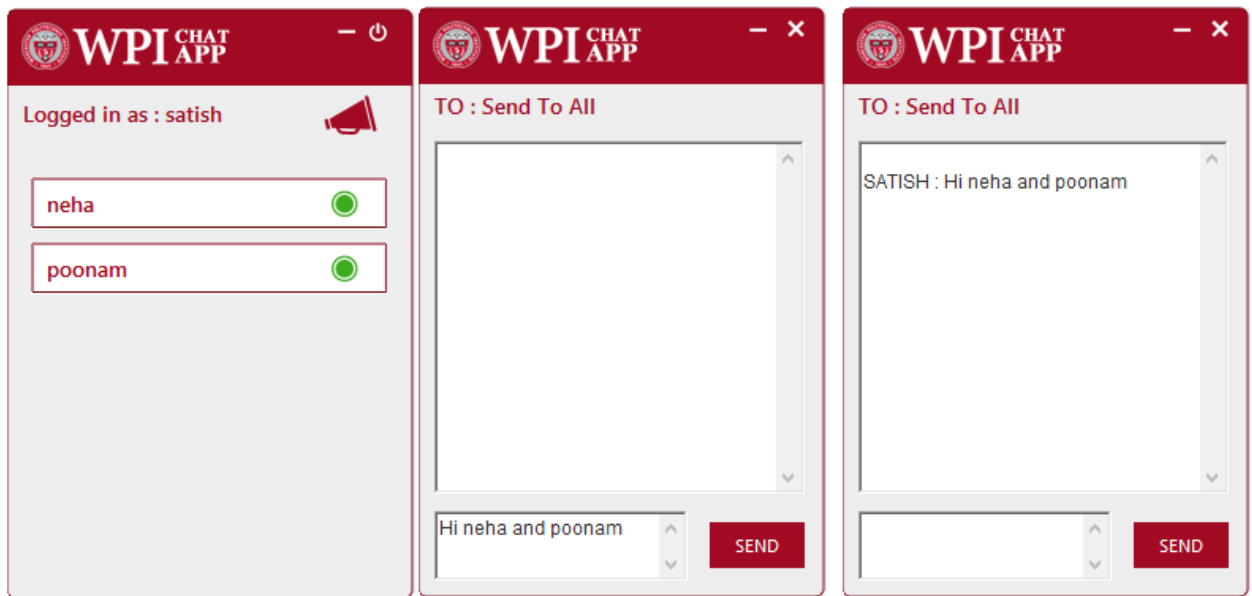 WPI CHAT APP
Logged in as : satish
neha
poonam
WPI CHAT APP
TO : Send To All
Hi neha and poonam
SEND
WPI CHAT APP
TO : Send To All
SATISH : Hi neha and poonam
SEND